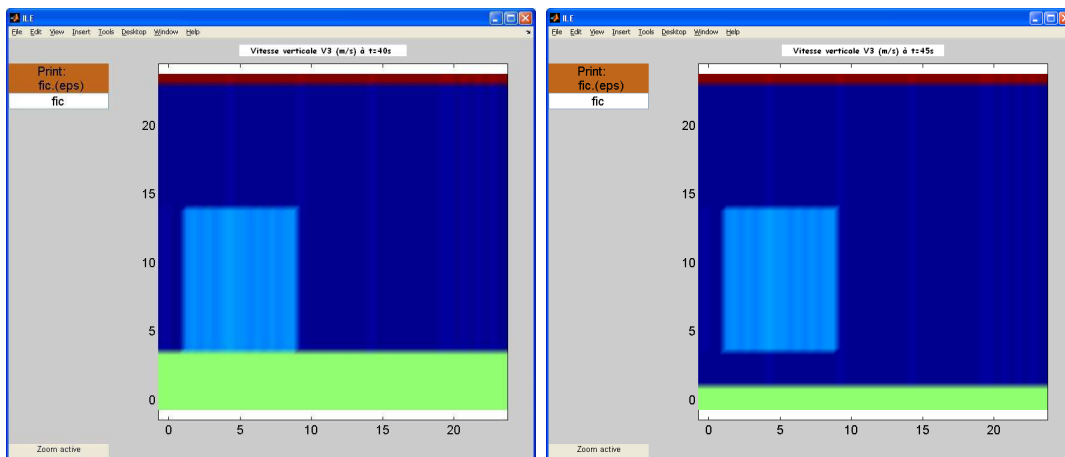 ILE
File Edit View Insert Tools Desktop Window Help
Vitesse verticale V3 (m/s) à t=40s
Print:
fic.(eps)
fic
20
15
10
5
0
0 5 10 15 20
Zoom active
ILE
File Edit View Insert Tools Desktop Window Help
Vitesse verticale V3 (m/s) à t=45s
Print:
fic.(eps)
fic
20
15
10
5
0
0 5 10 15 20
Zoom active